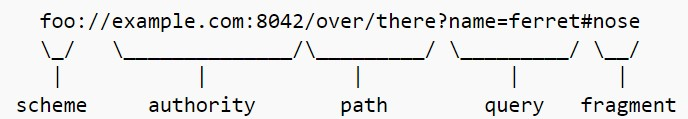 foo://example.com:8042/over/there?name=ferret#nose
\_/   \______________/\_________/ \_________/ \__/
 |           |            |            |        |
scheme     authority       path        query   fragment